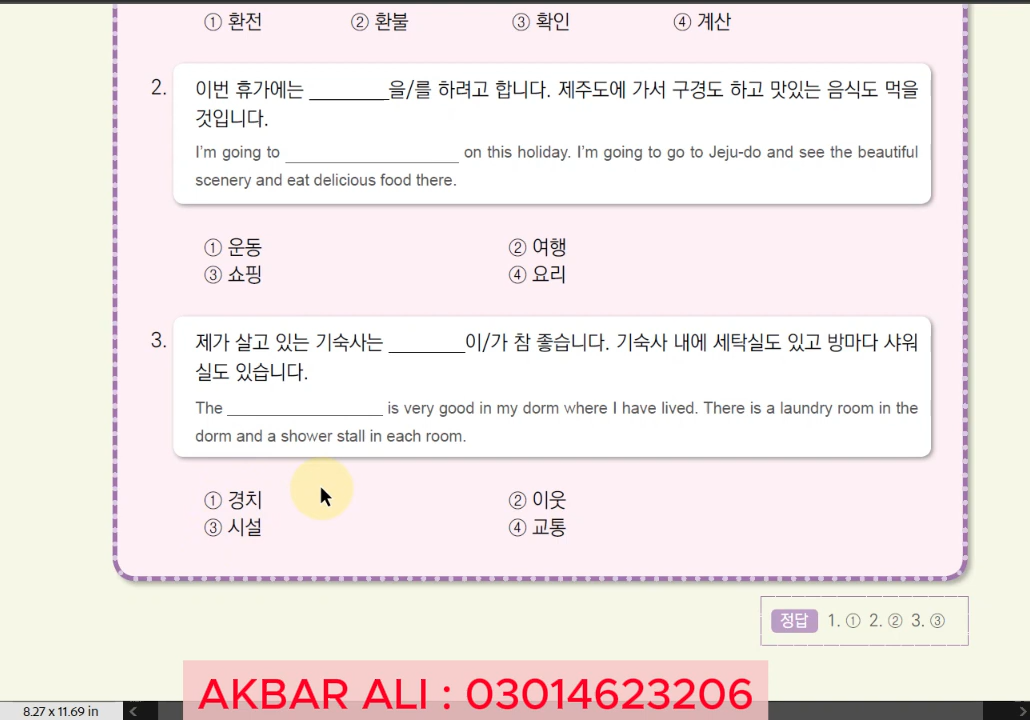 ① 환전 ② 환불 ③ 확인 ④ 계산
2. 이번 휴가에는 ________을/를 하려고 합니다. 제주도에 가서 구경도 하고 맛있는 음식도 먹을
것입니다.
I'm going to ____________________ on this holiday. I'm going to go to Jeju-do and see the beautiful
scenery and eat delicious food there.
① 운동 ② 여행
③ 쇼핑 ④ 요리
3. 제가 살고 있는 기숙사는 ________이/가 참 좋습니다. 기숙사 내에 세탁실도 있고 방마다 샤워
실도 있습니다.
The __________________ is very good in my dorm where I have lived. There is a laundry room in the
dorm and a shower stall in each room.
① 경치 ② 이웃
③ 시설 ④ 교통
정답 1. ① 2. ② 3. ③
AKBAR ALI : 03014623206
8.27 x 11.69 in